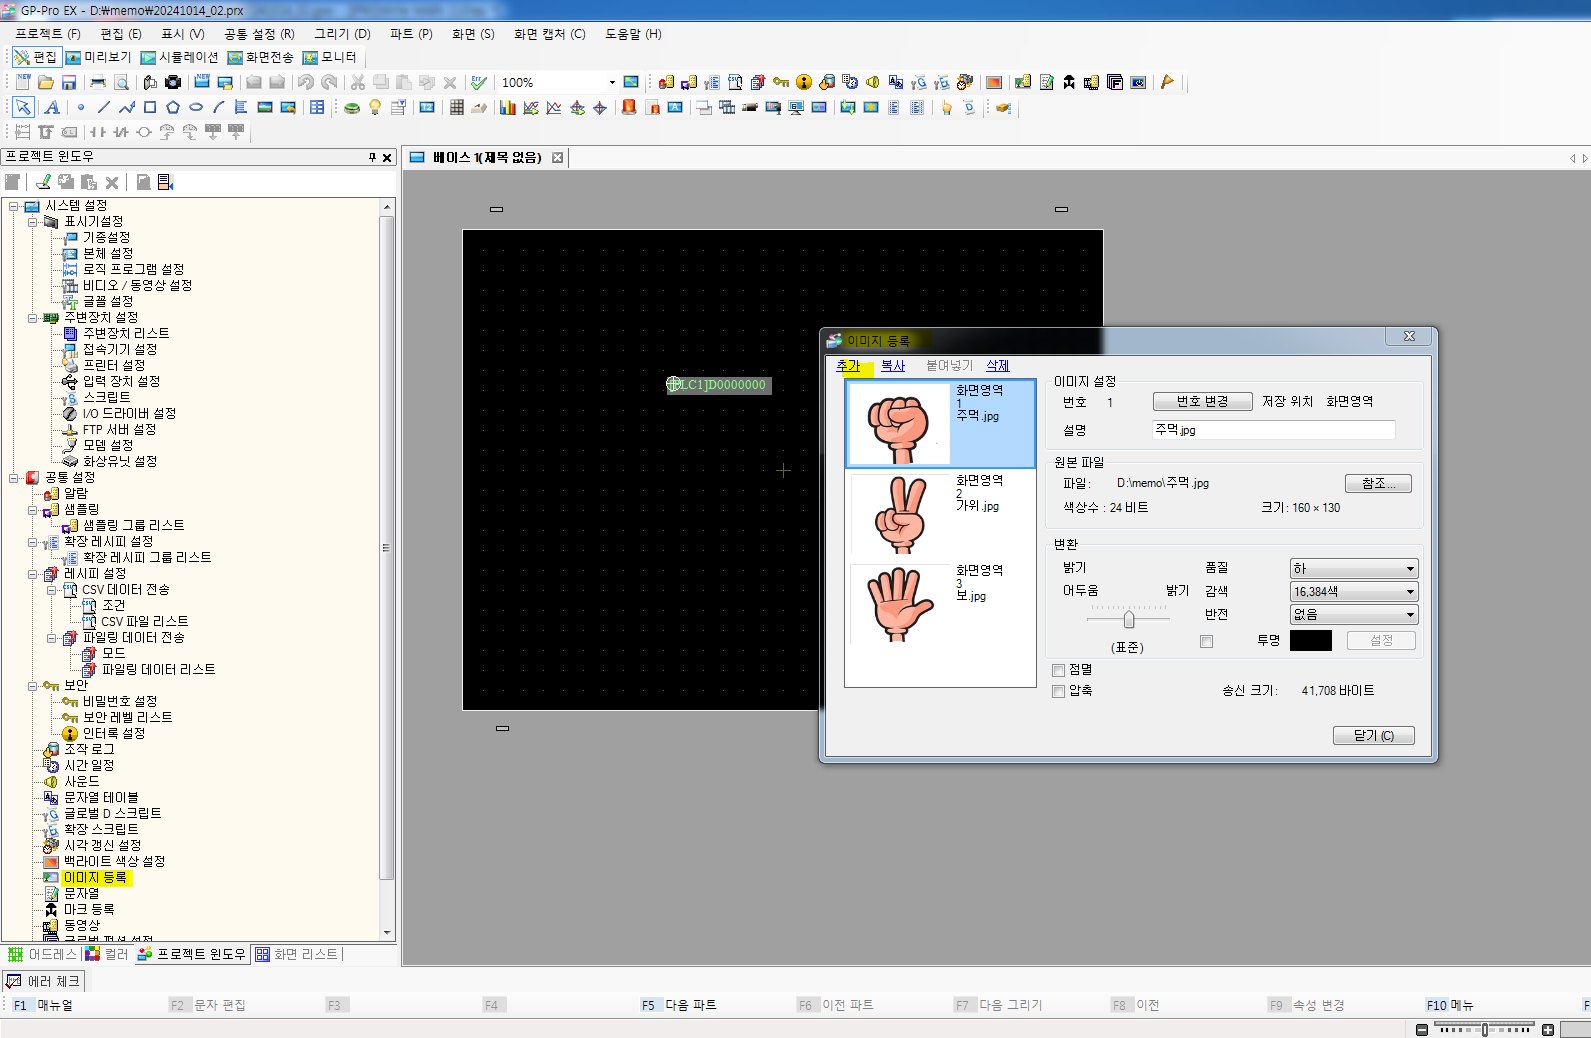 GP-Pro EX - D:₩memo₩20241014_02.prx
프로젝트 (F) 편집 (E) 표시 (V) 공통 설정 (R) 그리기 (D) 파트 (P) 화면 (S) 화면 캡처 (C) 도움말 (H)
편집 미리보기 시뮬레이션 화면전송 모니터
100%
프로젝트 윈도우
베이스 1(제목 없음)
시스템 설정
표시기설정
기종설정
본체 설정
로직 프로그램 설정
비디오 / 동영상 설정
글꼴 설정
주변장치 설정
주변장치 리스트
접속기기 설정
프린터 설정
입력 장치 설정
스크립트
I/O 드라이버 설정
FTP 서버 설정
모뎀 설정
화상유닛 설정
공통 설정
알람
샘플링
샘플링 그룹 리스트
확장 레시피 설정
확장 레시피 그룹 리스트
레시피 설정
CSV 데이터 전송
조건
CSV 파일 리스트
파일링 데이터 전송
모드
파일링 데이터 리스트
보안
비밀번호 설정
보안 레벨 리스트
인터록 설정
조작 로그
시간 일정
사운드
문자열 테이블
글로벌 D 스크립트
확장 스크립트
시각 갱신 설정
백라이트 색상 설정
이미지 등록
문자열
마크 등록
동영상
어드레스 컬러 프로젝트 윈도우 화면 리스트
LC1]D0000000
이미지 등록
추가 복사 붙여넣기 삭제
화면영역
1
주먹.jpg
화면영역
2
가위.jpg
화면영역
3
보.jpg
이미지 설정
번호 1 번호 변경 저장 위치 화면영역
설명 주먹.jpg
원본 파일
파일: D:\memo\주먹.jpg 참조...
색상수 : 24 비트 크기: 160 × 130
변환
밝기 품질 하
어두움 밝기 감색 16,384색
반전 없음
(표준) 투명 설정
점멸
압축 송신 크기: 41,708 바이트
닫기 (C)
에러 체크
F1 매뉴얼 F2 문자 편집 F3 F4 F5 다음 파트 F6 이전 파트 F7 다음 그리기 F8 이전 F9 속성 변경 F10 메뉴 F